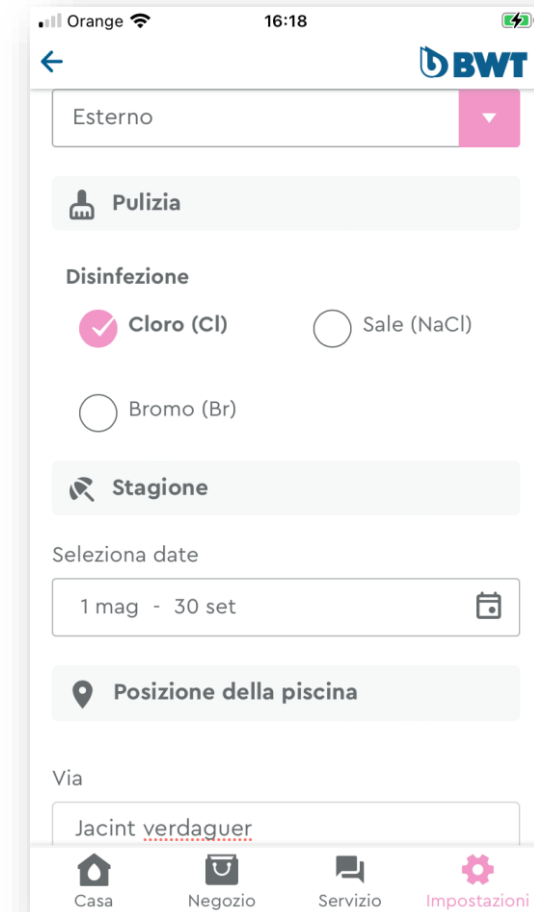 Orange 16:18
BWT
Esterno
Pulizia
Disinfezione
Cloro (Cl) Sale (NaCl)
Bromo (Br)
Stagione
Seleziona date
1 mag - 30 set
Posizione della piscina
Via
Jacint verdaguer
Casa Negozio Servizio Impostazioni